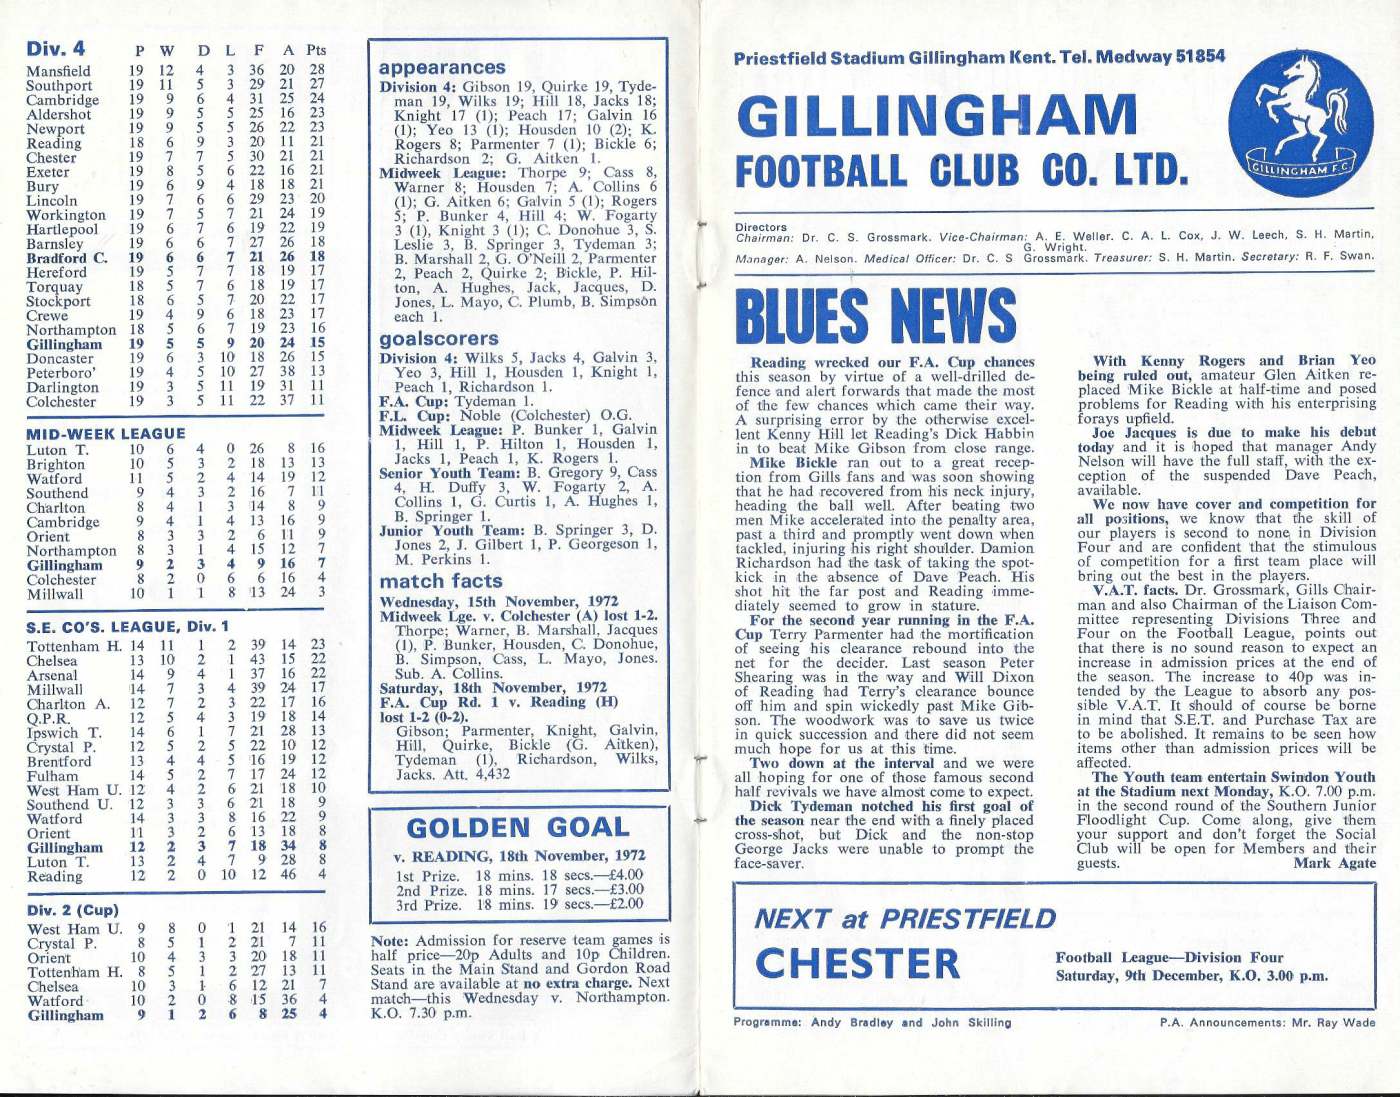 Div. 4 P W D L F A Pts
Mansfield 19 12 4 3 36 20 28
Southport 19 11 5 3 29 21 27
Cambridge 19 9 6 4 31 25 24
Aldershot 19 9 5 5 25 16 23
Newport 19 9 5 5 26 22 23
Reading 18 6 9 3 20 11 21
Chester 19 7 7 5 30 21 21
Exeter 19 8 5 6 22 16 21
Bury 19 6 9 4 18 18 21
Lincoln 19 7 6 6 29 23 20
Workington 19 7 5 7 21 24 19
Hartlepool 19 6 7 6 19 22 19
Barnsley 19 6 6 7 27 26 18
Bradford C. 19 6 6 7 21 26 18
Hereford 19 5 7 7 18 19 17
Torquay 18 5 7 6 18 19 17
Stockport 18 6 5 7 20 22 17
Crewe 19 4 9 6 18 23 17
Northampton 18 5 6 7 19 23 16
Gillingham 19 5 5 9 20 24 15
Doncaster 19 6 3 10 18 26 15
Peterboro' 19 4 5 10 27 38 13
Darlington 19 3 5 11 19 31 11
Colchester 19 3 5 11 22 37 11
MID-WEEK LEAGUE
Luton T. 10 6 4 0 26 8 16
Brighton 10 5 3 2 18 13 13
Watford 11 5 2 4 14 19 12
Southend 9 4 3 2 16 7 11
Charlton 8 4 1 3 14 8 9
Cambridge 9 4 1 4 13 16 9
Orient 8 3 3 2 6 11 9
Northampton 8 3 1 4 15 12 7
Gillingham 9 2 3 4 9 16 7
Colchester 8 2 0 6 6 16 4
Millwall 10 1 1 8 13 24 3
S.E. CO'S. LEAGUE, Div. 1
Tottenham H. 14 11 1 2 39 14 23
Chelsea 13 10 2 1 43 15 22
Arsenal 14 9 4 1 37 16 22
Millwall 14 7 3 4 39 24 17
Charlton A. 12 7 2 3 22 17 16
Q.P.R. 12 5 4 3 19 18 14
Ipswich T. 14 6 1 7 21 28 13
Crystal P. 12 5 2 5 22 10 12
Brentford 13 4 4 5 16 19 12
Fulham 14 5 2 7 17 24 12
West Ham U. 12 4 2 6 21 18 10
Southend U. 12 3 3 6 21 18 9
Watford 14 3 3 8 16 22 9
Orient 11 3 2 6 13 18 8
Gillingham 12 2 3 7 18 34 8
Luton T. 13 2 4 7 9 28 8
Reading 12 2 0 10 12 46 4
Div. 2 (Cup)
West Ham U. 9 8 0 1 21 14 16
Crystal P. 8 5 1 2 21 7 11
Orient 10 4 3 3 20 18 11
Tottenham H. 8 5 1 2 27 13 11
Chelsea 10 3 1 6 12 21 7
Watford 10 2 0 8 15 36 4
Gillingham 9 1 2 6 8 25 4
appearances
Division 4: Gibson 19, Quirke 19, Tyde-
man 19, Wilks 19; Hill 18, Jacks 18;
Knight 17 (1); Peach 17; Galvin 16
(1); Yeo 13 (1); Housden 10 (2); K.
Rogers 8; Parmenter 7 (1); Bickle 6;
Richardson 2; G. Aitken 1.
Midweek League: Thorpe 9; Cass 8,
Warner 8; Housden 7; A. Collins 6
(1); G. Aitken 6; Galvin 5 (1); Rogers
5; P. Bunker 4, Hill 4; W. Fogarty
3 (1), Knight 3 (1); C. Donohue 3, S.
Leslie 3, B. Springer 3, Tydeman 3;
B. Marshall 2, G. O'Neill 2, Parmenter
2, Peach 2, Quirke 2; Bickle, P. Hil-
ton, A. Hughes, Jack, Jacques, D.
Jones, L. Mayo, C. Plumb, B. Simpson
each 1.
goalscorers
Division 4: Wilks 5, Jacks 4, Galvin 3,
Yeo 3, Hill 1, Housden 1, Knight 1,
Peach 1, Richardson 1.
F.A. Cup: Tydeman 1.
F.L. Cup: Noble (Colchester) O.G.
Midweek League: P. Bunker 1, Galvin
1, Hill 1, P. Hilton 1, Housden 1,
Jacks 1, Peach 1, K. Rogers 1.
Senior Youth Team: B. Gregory 9, Cass
4, H. Duffy 3, W. Fogarty 2, A.
Collins 1, G. Curtis 1, A. Hughes 1,
B. Springer 1.
Junior Youth Team: B. Springer 3, D.
Jones 2, J. Gilbert 1, P. Georgeson 1,
M. Perkins 1.
match facts
Wednesday, 15th November, 1972
Midweek Lge. v. Colchester (A) lost 1-2.
Thorpe; Warner, B. Marshall, Jacques
(1), P. Bunker, Housden, C. Donohue,
B. Simpson, Cass, L. Mayo, Jones.
Sub. A. Collins.
Saturday, 18th November, 1972
F.A. Cup Rd. 1 v. Reading (H)
lost 1-2 (0-2).
Gibson; Parmenter, Knight, Galvin,
Hill, Quirke, Bickle (G. Aitken),
Tydeman (1), Richardson, Wilks,
Jacks. Att. 4,432
GOLDEN GOAL
v. READING, 18th November, 1972
1st Prize. 18 mins. 18 secs.—£4.00
2nd Prize. 18 mins. 17 secs.—£3.00
3rd Prize. 18 mins. 19 secs.—£2.00
Note: Admission for reserve team games is
half price—20p Adults and 10p Children.
Seats in the Main Stand and Gordon Road
Stand are available at no extra charge. Next
match—this Wednesday v. Northampton.
K.O. 7.30 p.m.
Priestfield Stadium Gillingham Kent. Tel. Medway 51854
GILLINGHAM
FOOTBALL CLUB CO. LTD.
GILLINGHAM F.C.
Directors
Chairman: Dr. C. S. Grossmark. Vice-Chairman: A. E. Weller. C. A. L. Cox, J. W. Leech, S. H. Martin,
G. Wright.
Manager: A. Nelson. Medical Officer: Dr. C. S Grossmark. Treasurer: S. H. Martin. Secretary: R. F. Swan.
BLUES NEWS
Reading wrecked our F.A. Cup chances
this season by virtue of a well-drilled de-
fence and alert forwards that made the most
of the few chances which came their way.
A surprising error by the otherwise excel-
lent Kenny Hill let Reading's Dick Habbin
in to beat Mike Gibson from close range.
Mike Bickle ran out to a great recep-
tion from Gills fans and was soon showing
that he had recovered from his neck injury,
heading the ball well. After beating two
men Mike accelerated into the penalty area,
past a third and promptly went down when
tackled, injuring his right shoulder. Damion
Richardson had the task of taking the spot-
kick in the absence of Dave Peach. His
shot hit the far post and Reading imme-
diately seemed to grow in stature.
For the second year running in the F.A.
Cup Terry Parmenter had the mortification
of seeing his clearance rebound into the
net for the decider. Last season Peter
Shearing was in the way and Will Dixon
of Reading had Terry's clearance bounce
off him and spin wickedly past Mike Gib-
son. The woodwork was to save us twice
in quick succession and there did not seem
much hope for us at this time.
Two down at the interval and we were
all hoping for one of those famous second
half revivals we have almost come to expect.
Dick Tydeman notched his first goal of
the season near the end with a finely placed
cross-shot, but Dick and the non-stop
George Jacks were unable to prompt the
face-saver.
With Kenny Rogers and Brian Yeo
being ruled out, amateur Glen Aitken re-
placed Mike Bickle at half-time and posed
problems for Reading with his enterprising
forays upfield.
Joe Jacques is due to make his debut
today and it is hoped that manager Andy
Nelson will have the full staff, with the ex-
ception of the suspended Dave Peach,
available.
We now have cover and competition for
all positions, we know that the skill of
our players is second to none in Division
Four and are confident that the stimulous
of competition for a first team place will
bring out the best in the players.
V.A.T. facts. Dr. Grossmark, Gills Chair-
man and also Chairman of the Liaison Com-
mittee representing Divisions Three and
Four on the Football League, points out
that there is no sound reason to expect an
increase in admission prices at the end of
the season. The increase to 40p was in-
tended by the League to absorb any pos-
sible V.A.T. It should of course be borne
in mind that S.E.T. and Purchase Tax are
to be abolished. It remains to be seen how
items other than admission prices will be
affected.
The Youth team entertain Swindon Youth
at the Stadium next Monday, K.O. 7.00 p.m.
in the second round of the Southern Junior
Floodlight Cup. Come along, give them
your support and don't forget the Social
Club will be open for Members and their
guests. Mark Agate
NEXT at PRIESTFIELD
CHESTER
Football League—Division Four
Saturday, 9th December, K.O. 3.00 p.m.
Programme: Andy Bradley and John Skilling
P.A. Announcements: Mr. Ray Wade